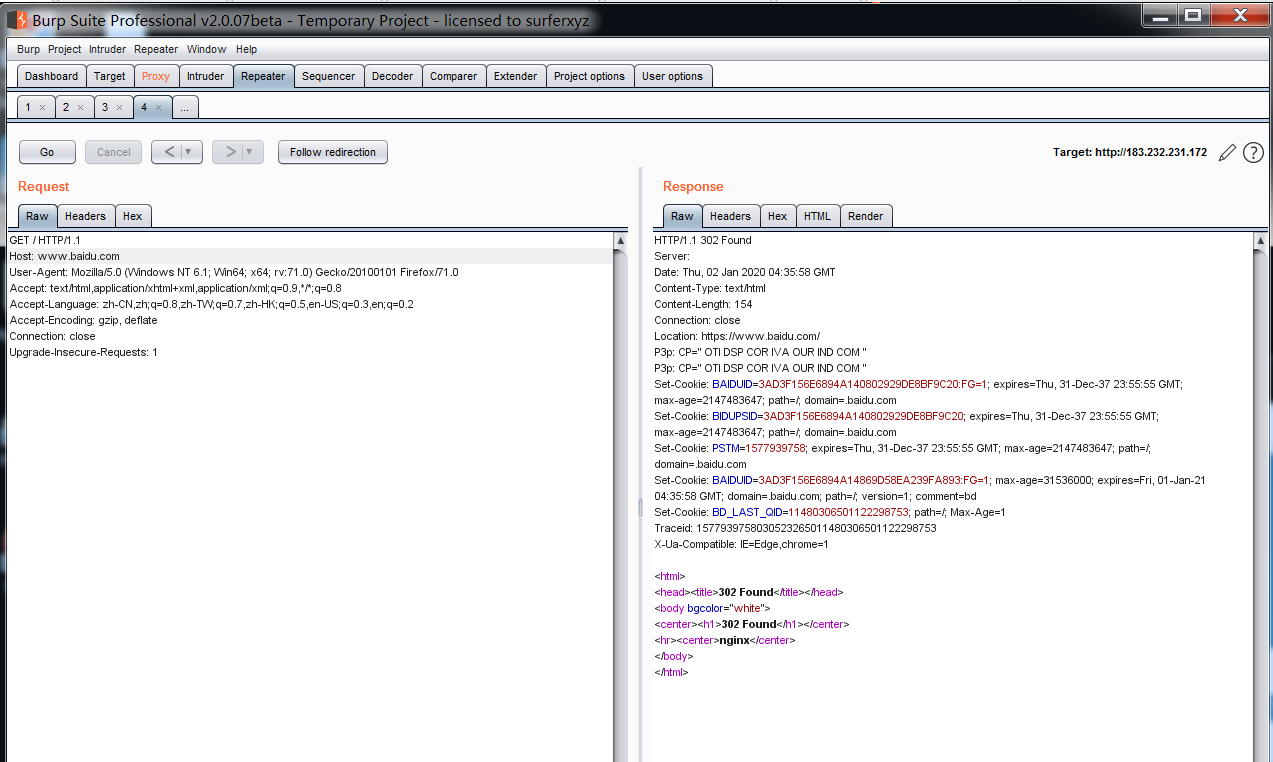 Burp Suite Professional v2.0.07beta - Temporary Project - licensed to surferxyz
Burp Project Intruder Repeater Window Help
Dashboard Target Proxy Intruder Repeater Sequencer Decoder Comparer Extender Project options User options
1 × 2 × 3 × 4 × ...
Go Cancel < ▼ > ▼ Follow redirection Target: http://183.232.231.172 ?
Request
Raw Headers Hex
GET / HTTP/1.1
Host: www.baidu.com
User-Agent: Mozilla/5.0 (Windows NT 6.1; Win64; x64; rv:71.0) Gecko/20100101 Firefox/71.0
Accept: text/html,application/xhtml+xml,application/xml;q=0.9,*/*;q=0.8
Accept-Language: zh-CN,zh;q=0.8,zh-TW;q=0.7,zh-HK;q=0.5,en-US;q=0.3,en;q=0.2
Accept-Encoding: gzip, deflate
Connection: close
Upgrade-Insecure-Requests: 1
Response
Raw Headers Hex HTML Render
HTTP/1.1 302 Found
Server:
Date: Thu, 02 Jan 2020 04:35:58 GMT
Content-Type: text/html
Content-Length: 154
Connection: close
Location: https://www.baidu.com/
P3p: CP=" OTI DSP COR IVA OUR IND COM "
P3p: CP=" OTI DSP COR IVA OUR IND COM "
Set-Cookie: BAIDUID=3AD3F156E6894A140802929DE8BF9C20:FG=1; expires=Thu, 31-Dec-37 23:55:55 GMT;
max-age=2147483647; path=/; domain=.baidu.com
Set-Cookie: BIDUPSID=3AD3F156E6894A140802929DE8BF9C20; expires=Thu, 31-Dec-37 23:55:55 GMT;
max-age=2147483647; path=/; domain=.baidu.com
Set-Cookie: PSTM=1577939758; expires=Thu, 31-Dec-37 23:55:55 GMT; max-age=2147483647; path=/;
domain=.baidu.com
Set-Cookie: BAIDUID=3AD3F156E6894A14869D58EA239FA893:FG=1; max-age=31536000; expires=Fri, 01-Jan-21
04:35:58 GMT; domain=.baidu.com; path=/; version=1; comment=bd
Set-Cookie: BD_LAST_QID=11480306501122298753; path=/; Max-Age=1
Traceid: 1577939758030523265011480306501122298753
X-Ua-Compatible: IE=Edge,chrome=1
<html>
<head><title>302 Found</title></head>
<body bgcolor="white">
<center><h1>302 Found</h1></center>
<hr><center>nginx</center>
</body>
</html>